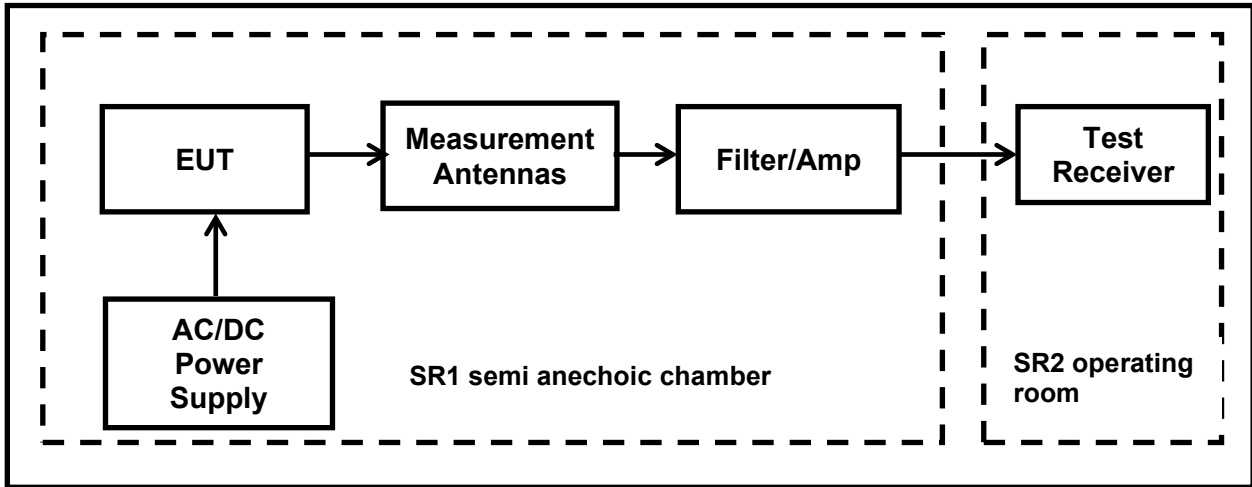 EUT
Measurement
Antennas
Filter/Amp
Test
Receiver
AC/DC
Power
Supply
SR1 semi anechoic chamber
SR2 operating
room